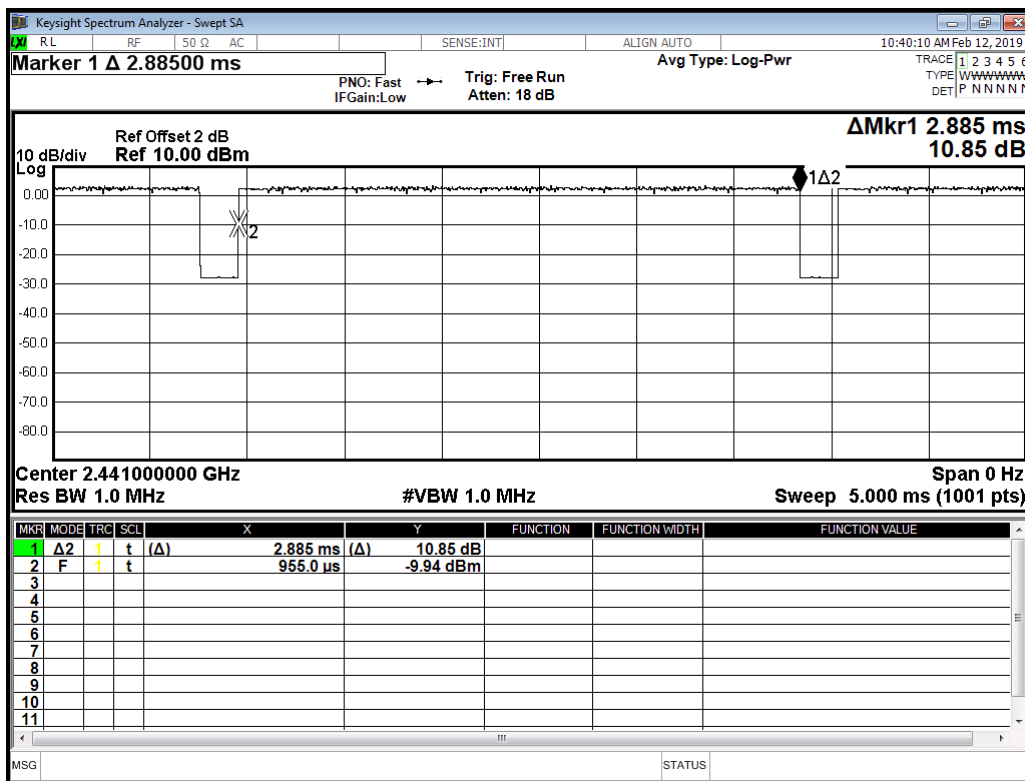 Keysight Spectrum Analyzer - Swept SA
LXI RL RF 50 Ω AC SENSE:INT ALIGN AUTO 10:40:10 AM Feb 12, 2019
Marker 1 Δ 2.88500 ms
Avg Type: Log-Pwr
TRACE 1 2 3 4 5 6
PNO: Fast
Trig: Free Run
TYPE WWWWWW
IFGain:Low
Atten: 18 dB
DET P N N N N N
ΔMkr1 2.885 ms
10.85 dB
Ref Offset 2 dB
10 dB/div Ref 10.00 dBm
Log
1Δ2
0.00
-10.0
2
-20.0
-30.0
-40.0
-50.0
-60.0
-70.0
-80.0
Center 2.441000000 GHz Span 0 Hz
Res BW 1.0 MHz #VBW 1.0 MHz Sweep 5.000 ms (1001 pts)
MKR MODE TRC SCL X Y FUNCTION FUNCTION WIDTH FUNCTION VALUE
1 Δ2 1 t (Δ) 2.885 ms (Δ) 10.85 dB
2 F 1 t 955.0 µs -9.94 dBm
3
4
5
6
7
8
9
10
11
MSG STATUS